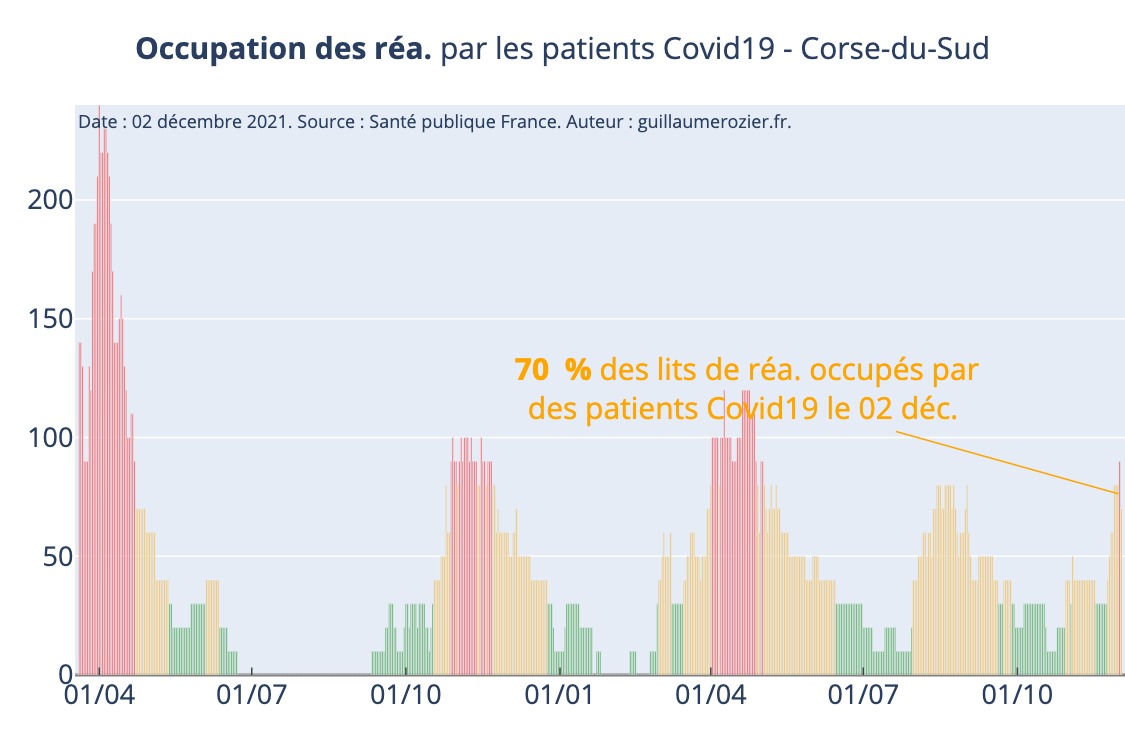 Occupation des réa. par les patients Covid19 - Corse-du-Sud
Date : 02 décembre 2021. Source : Santé publique France. Auteur : guillaumerozier.fr.
200
150
70  % des lits de réa. occupés par
des patients Covid19 le 02 déc.
100
50
0
01/04 01/07 01/10 01/01 01/04 01/07 01/10